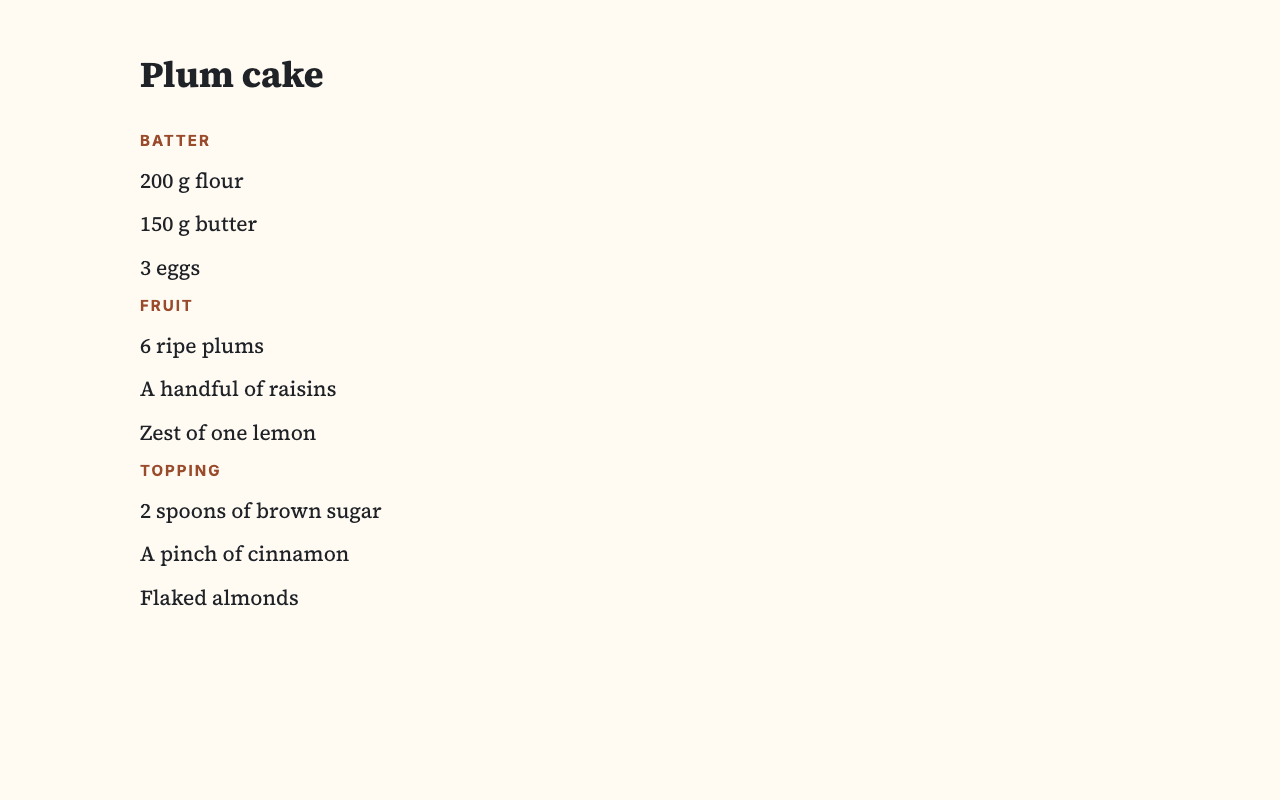 Plum cake
BATTER
200 g flour
150 g butter
3 eggs
FRUIT
6 ripe plums
A handful of raisins
Zest of one lemon
TOPPING
2 spoons of brown sugar
A pinch of cinnamon
Flaked almonds